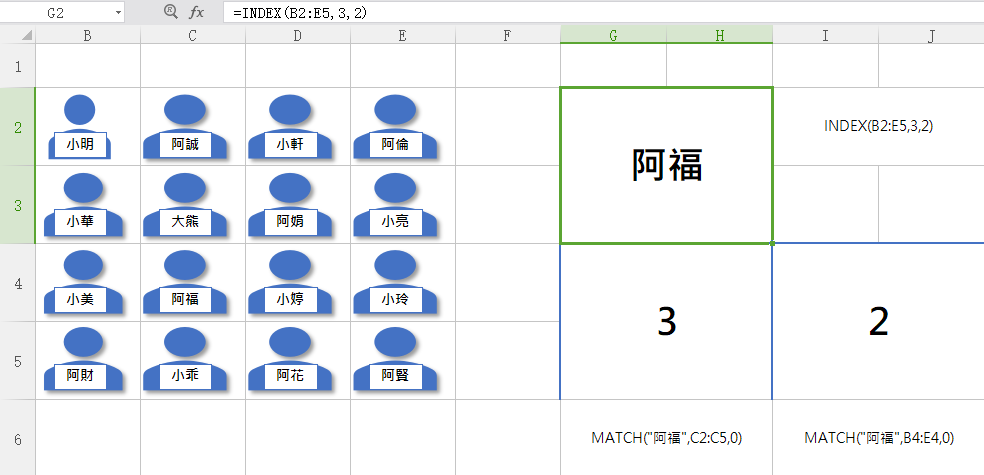 G2 fx =INDEX(B2:E5,3,2)
B C D E F G H I J
1
2 小明 阿誠 小軒 阿倫 阿福 INDEX(B2:E5,3,2)
3 小華 大熊 阿娟 小亮
4 小美 阿福 小婷 小玲 3 2
5 阿財 小乖 阿花 阿賢
6 MATCH("阿福",C2:C5,0) MATCH("阿福",B4:E4,0)